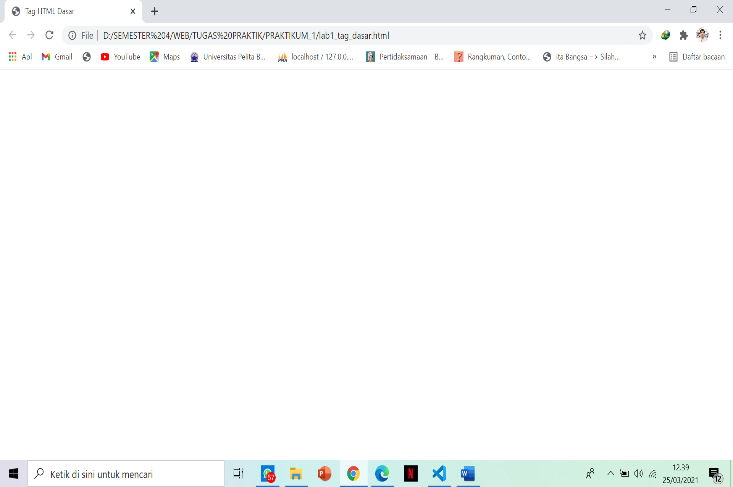 Tag HTML Dasar
File D:/SEMESTER%204/WEB/TUGAS%20PRAKTIK/PRAKTIKUM_1/lab1_tag_dasar.html
Apl Gmail YouTube Maps Universitas Pelita B... localhost / 127.0.0.... Pertidaksamaan B... Rangkuman, Conto... Ita Bangsa ~> Silah... » Daftar bacaan
Ketik di sini untuk mencari
57
12.39
25/03/2021
12